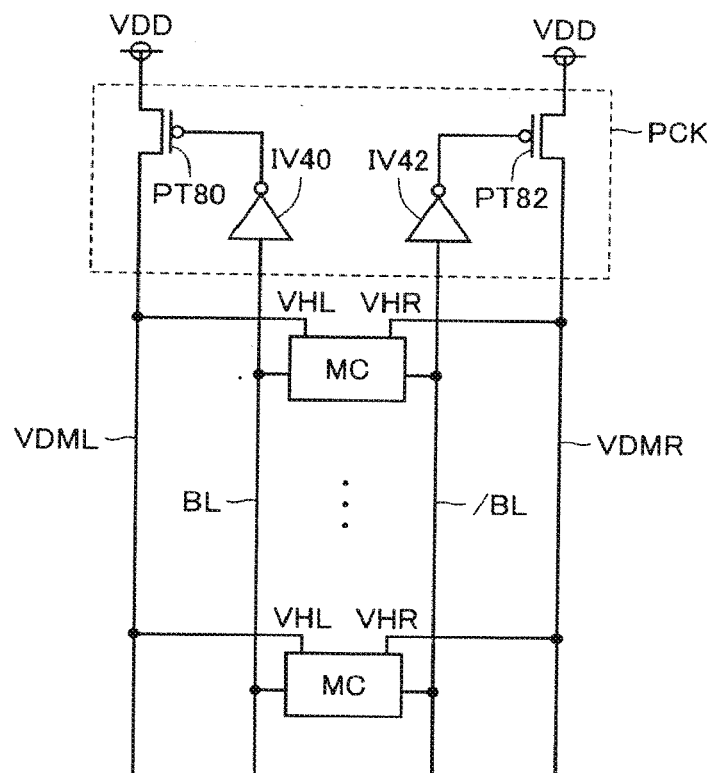 VDD VDD
PCK
IV40 IV42
PT80 PT82
VHL VHR
MC
VDML VDMR
BL /BL
VHL VHR
MC